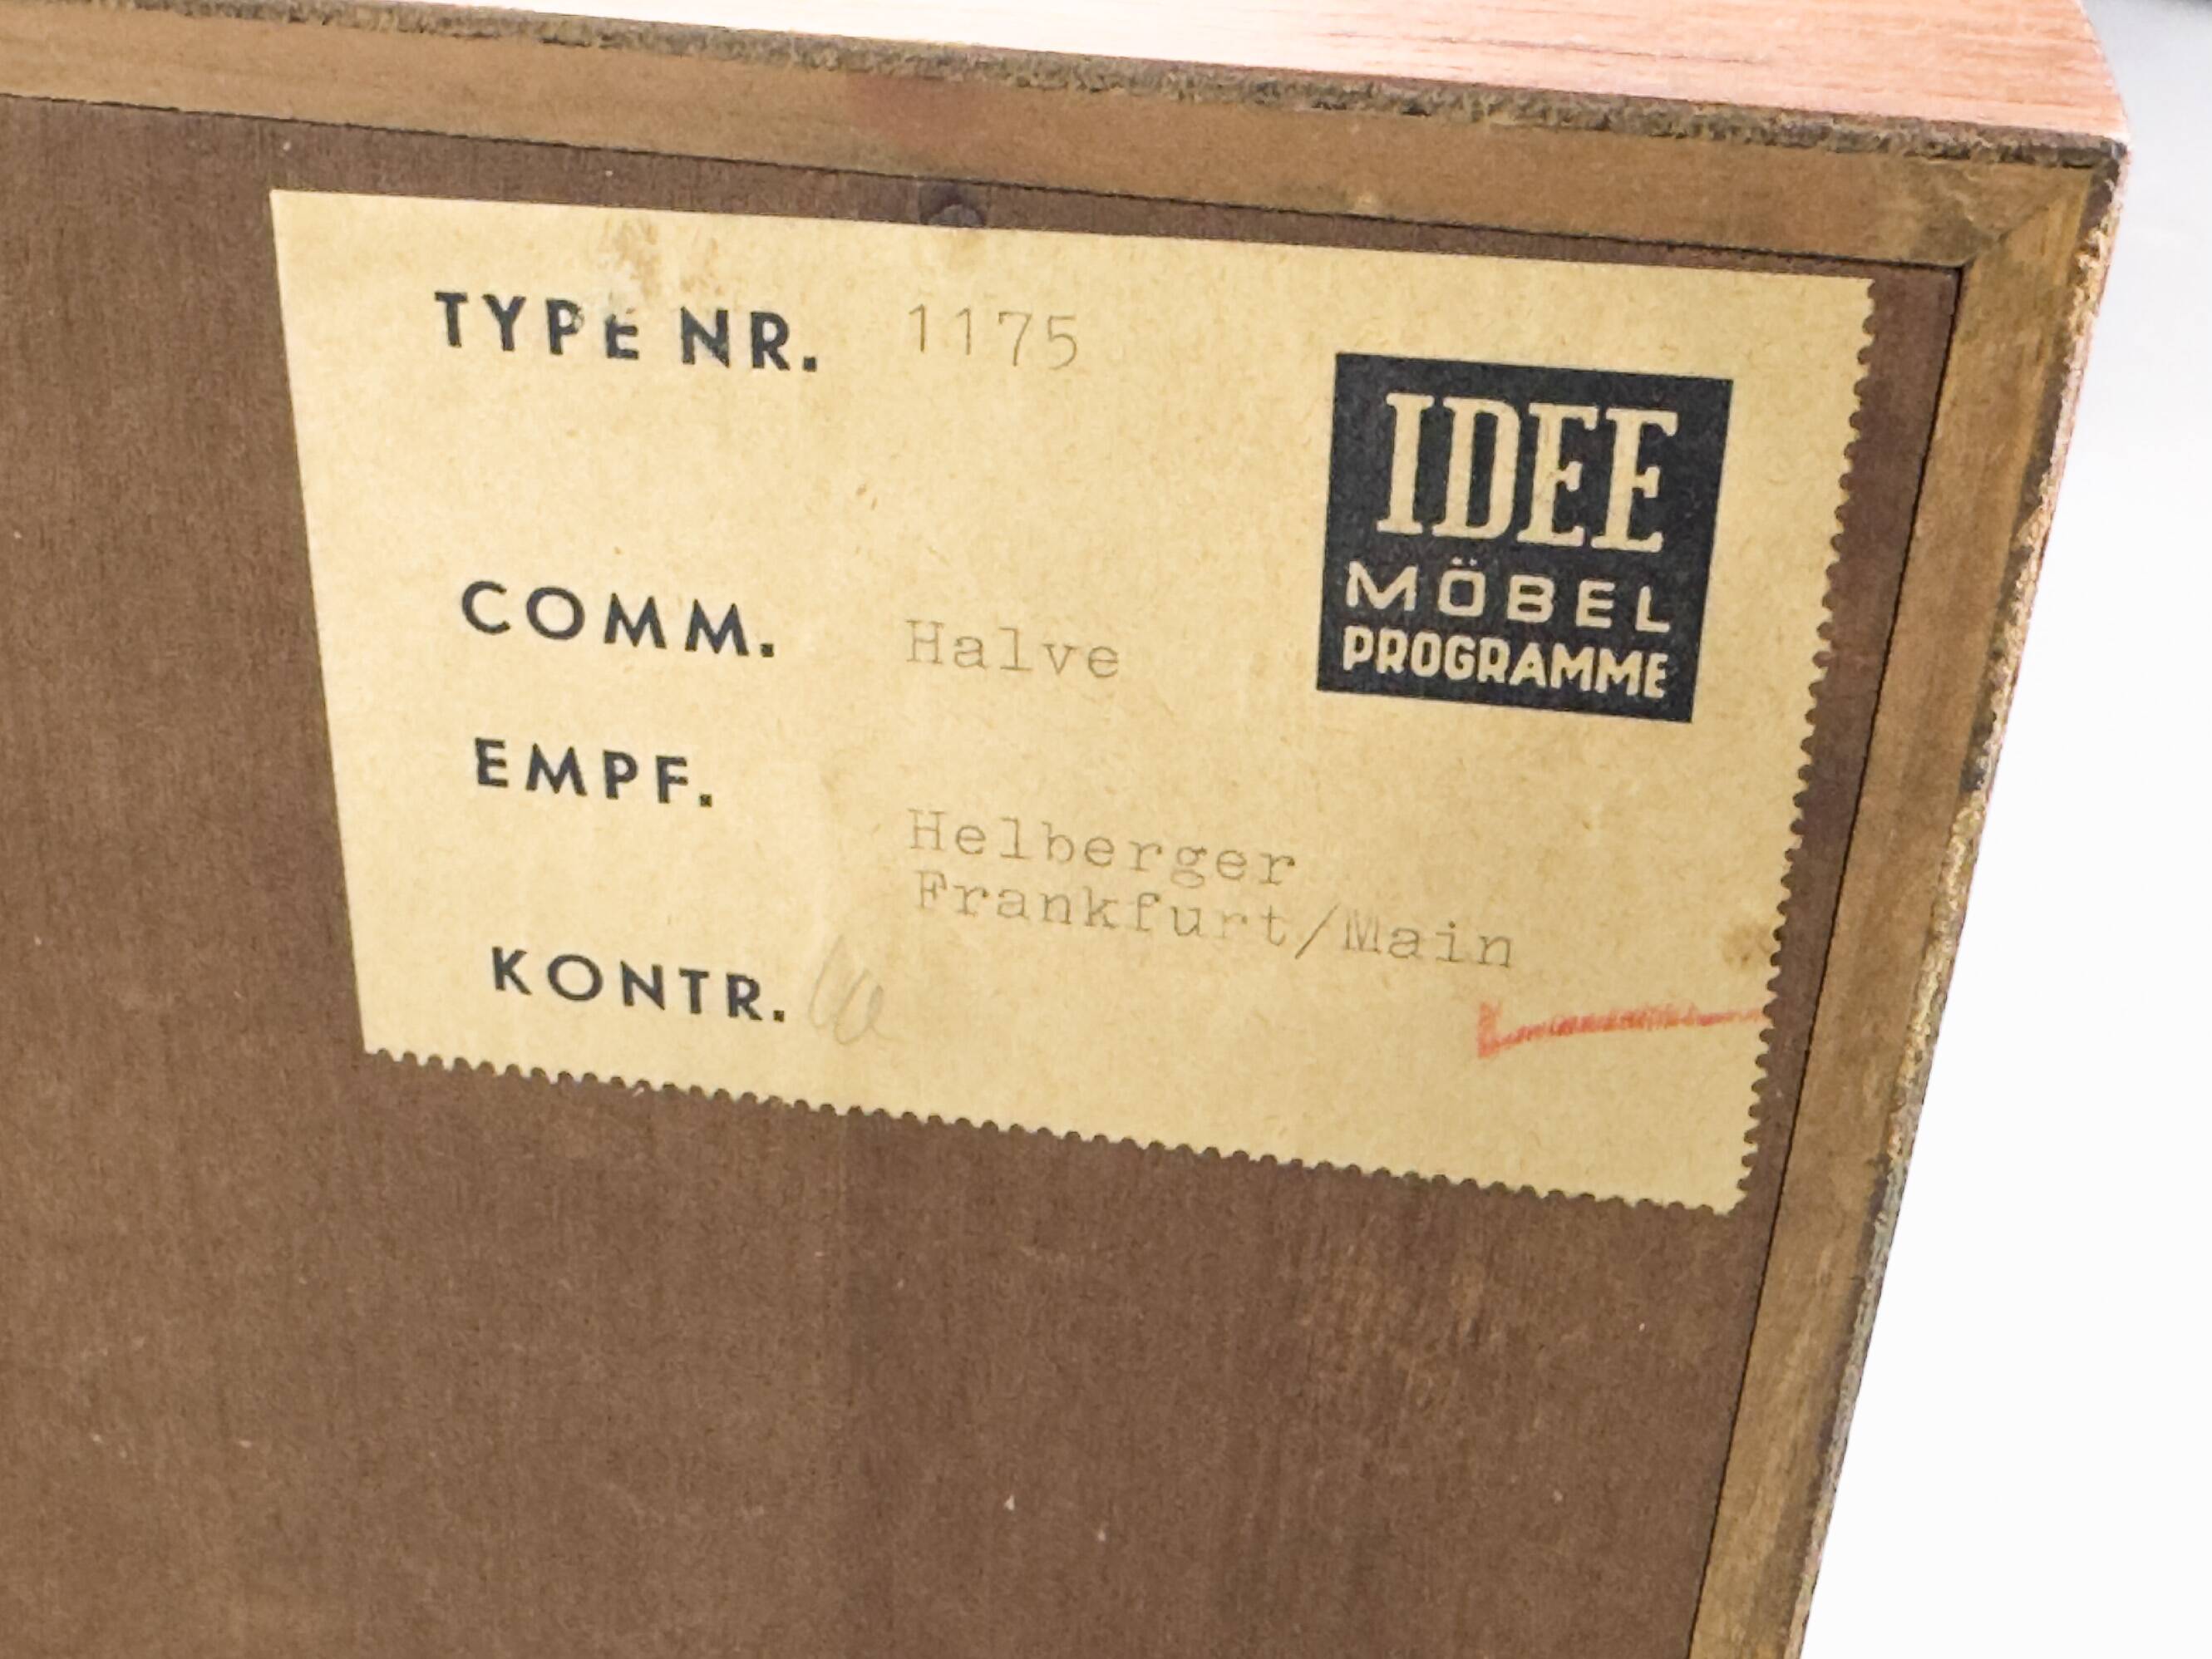 TYPE NR. 1175
IDEE
MÖBEL
PROGRAMME
COMM. Halve
EMPF.
Helberger
Frankfurt/Main
KONTR.